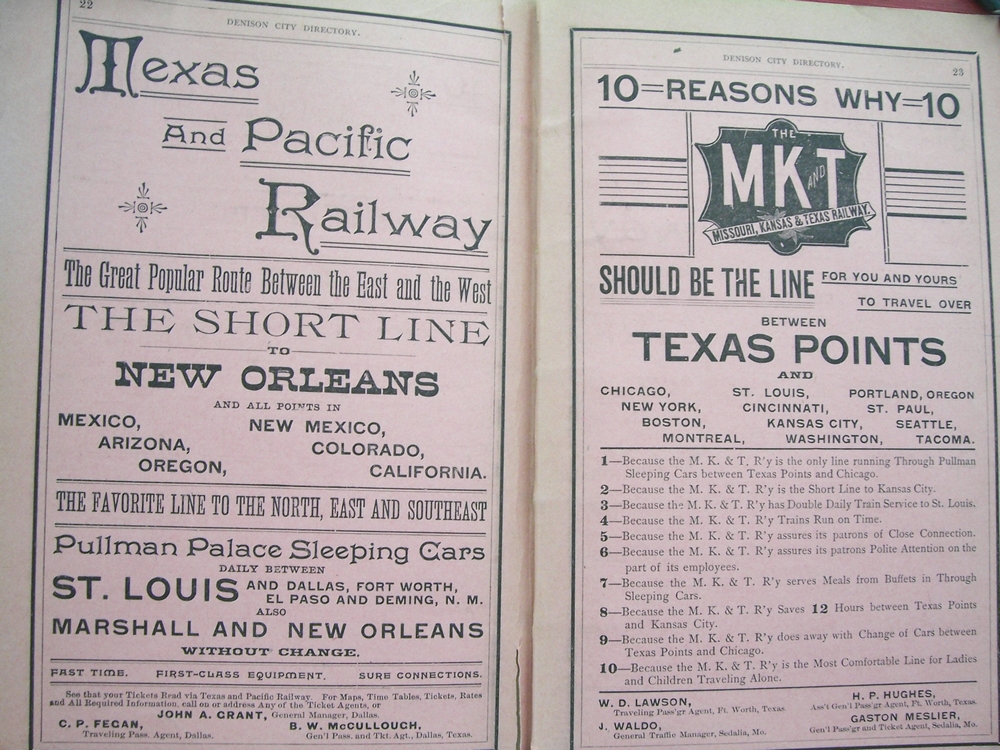 22
DENISON CITY DIRECTORY.
Texas
And Pacific
Railway
The Great Popular Route Between the East and the West
THE SHORT LINE
TO
NEW ORLEANS
AND ALL POINTS IN
MEXICO, NEW MEXICO,
ARIZONA, COLORADO,
OREGON, CALIFORNIA.
THE FAVORITE LINE TO THE NORTH, EAST AND SOUTHEAST
Pullman Palace Sleeping Cars
DAILY BETWEEN
ST. LOUIS AND DALLAS, FORT WORTH,
EL PASO AND DEMING, N. M.
ALSO
MARSHALL AND NEW ORLEANS
WITHOUT CHANGE.
FAST TIME. FIRST-CLASS EQUIPMENT. SURE CONNECTIONS.
See that your Tickets Read via Texas and Pacific Railway. For Maps, Time Tables, Tickets, Rates
and All Required Information, call on or address Any of the Ticket Agents, or
JOHN A. GRANT, General Manager, Dallas.
C. P. FEGAN, B. W. McCULLOUGH,
Traveling Pass. Agent, Dallas. Gen'l Pass. and Tkt. Agt., Dallas, Texas.
DENISON CITY DIRECTORY.
23
10=REASONS WHY=10
THE
MK AND T
MISSOURI, KANSAS & TEXAS RAILWAY.
SHOULD BE THE LINE FOR YOU AND YOURS
TO TRAVEL OVER
BETWEEN
TEXAS POINTS
AND
CHICAGO, ST. LOUIS, PORTLAND, OREGON
NEW YORK, CINCINNATI, ST. PAUL,
BOSTON, KANSAS CITY, SEATTLE,
MONTREAL, WASHINGTON, TACOMA.
1—Because the M. K. & T. R'y is the only line running Through Pullman
Sleeping Cars between Texas Points and Chicago.
2—Because the M. K. & T. R'y is the Short Line to Kansas City.
3—Because the M. K. & T. R'y has Double Daily Train Service to St. Louis.
4—Because the M. K. & T. R'y Trains Run on Time.
5—Because the M. K. & T. R'y assures its patrons of Close Connection.
6—Because the M. K. & T. R'y assures its patrons Polite Attention on the
part of its employees.
7—Because the M. K. & T. R'y serves Meals from Buffets in Through
Sleeping Cars.
8—Because the M. K. & T. R'y Saves 12 Hours between Texas Points
and Kansas City.
9—Because the M. K. & T. R'y does away with Change of Cars between
Texas Points and Chicago.
10—Because the M. K. & T. R'y is the Most Comfortable Line for Ladies
and Children Traveling Alone.
W. D. LAWSON, H. P. HUGHES,
Traveling Pass'gr Agent, Ft. Worth, Texas. Ass't Gen'l Pass'gr Agent, Ft. Worth, Texas.
J. WALDO, GASTON MESLIER,
General Traffic Manager, Sedalia, Mo. Gen'l Pass'gr and Ticket Agent, Sedalia, Mo.